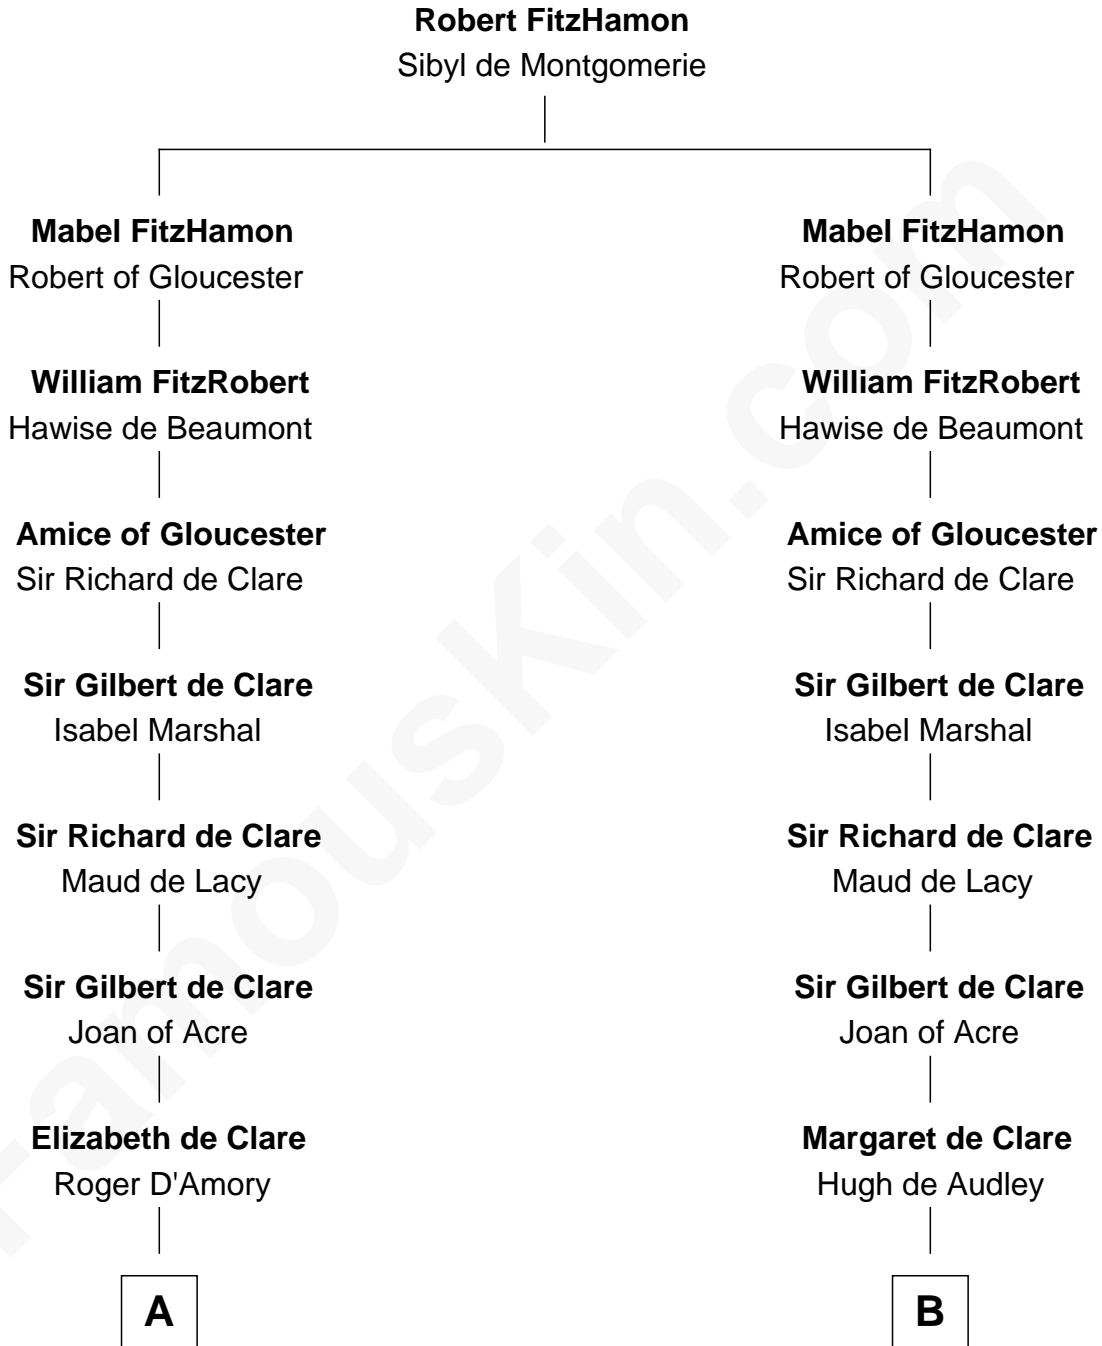 Robert FitzHamon
Sibyl de Montgomerie
Mabel FitzHamon
Robert of Gloucester
William FitzRobert
Hawise de Beaumont
Amice of Gloucester
Sir Richard de Clare
Sir Gilbert de Clare
Isabel Marshal
Sir Richard de Clare
Maud de Lacy
Sir Gilbert de Clare
Joan of Acre
Elizabeth de Clare
Roger D'Amory
A
Mabel FitzHamon
Robert of Gloucester
William FitzRobert
Hawise de Beaumont
Amice of Gloucester
Sir Richard de Clare
Sir Gilbert de Clare
Isabel Marshal
Sir Richard de Clare
Maud de Lacy
Sir Gilbert de Clare
Joan of Acre
Margaret de Clare
Hugh de Audley
B
FamousKin.com